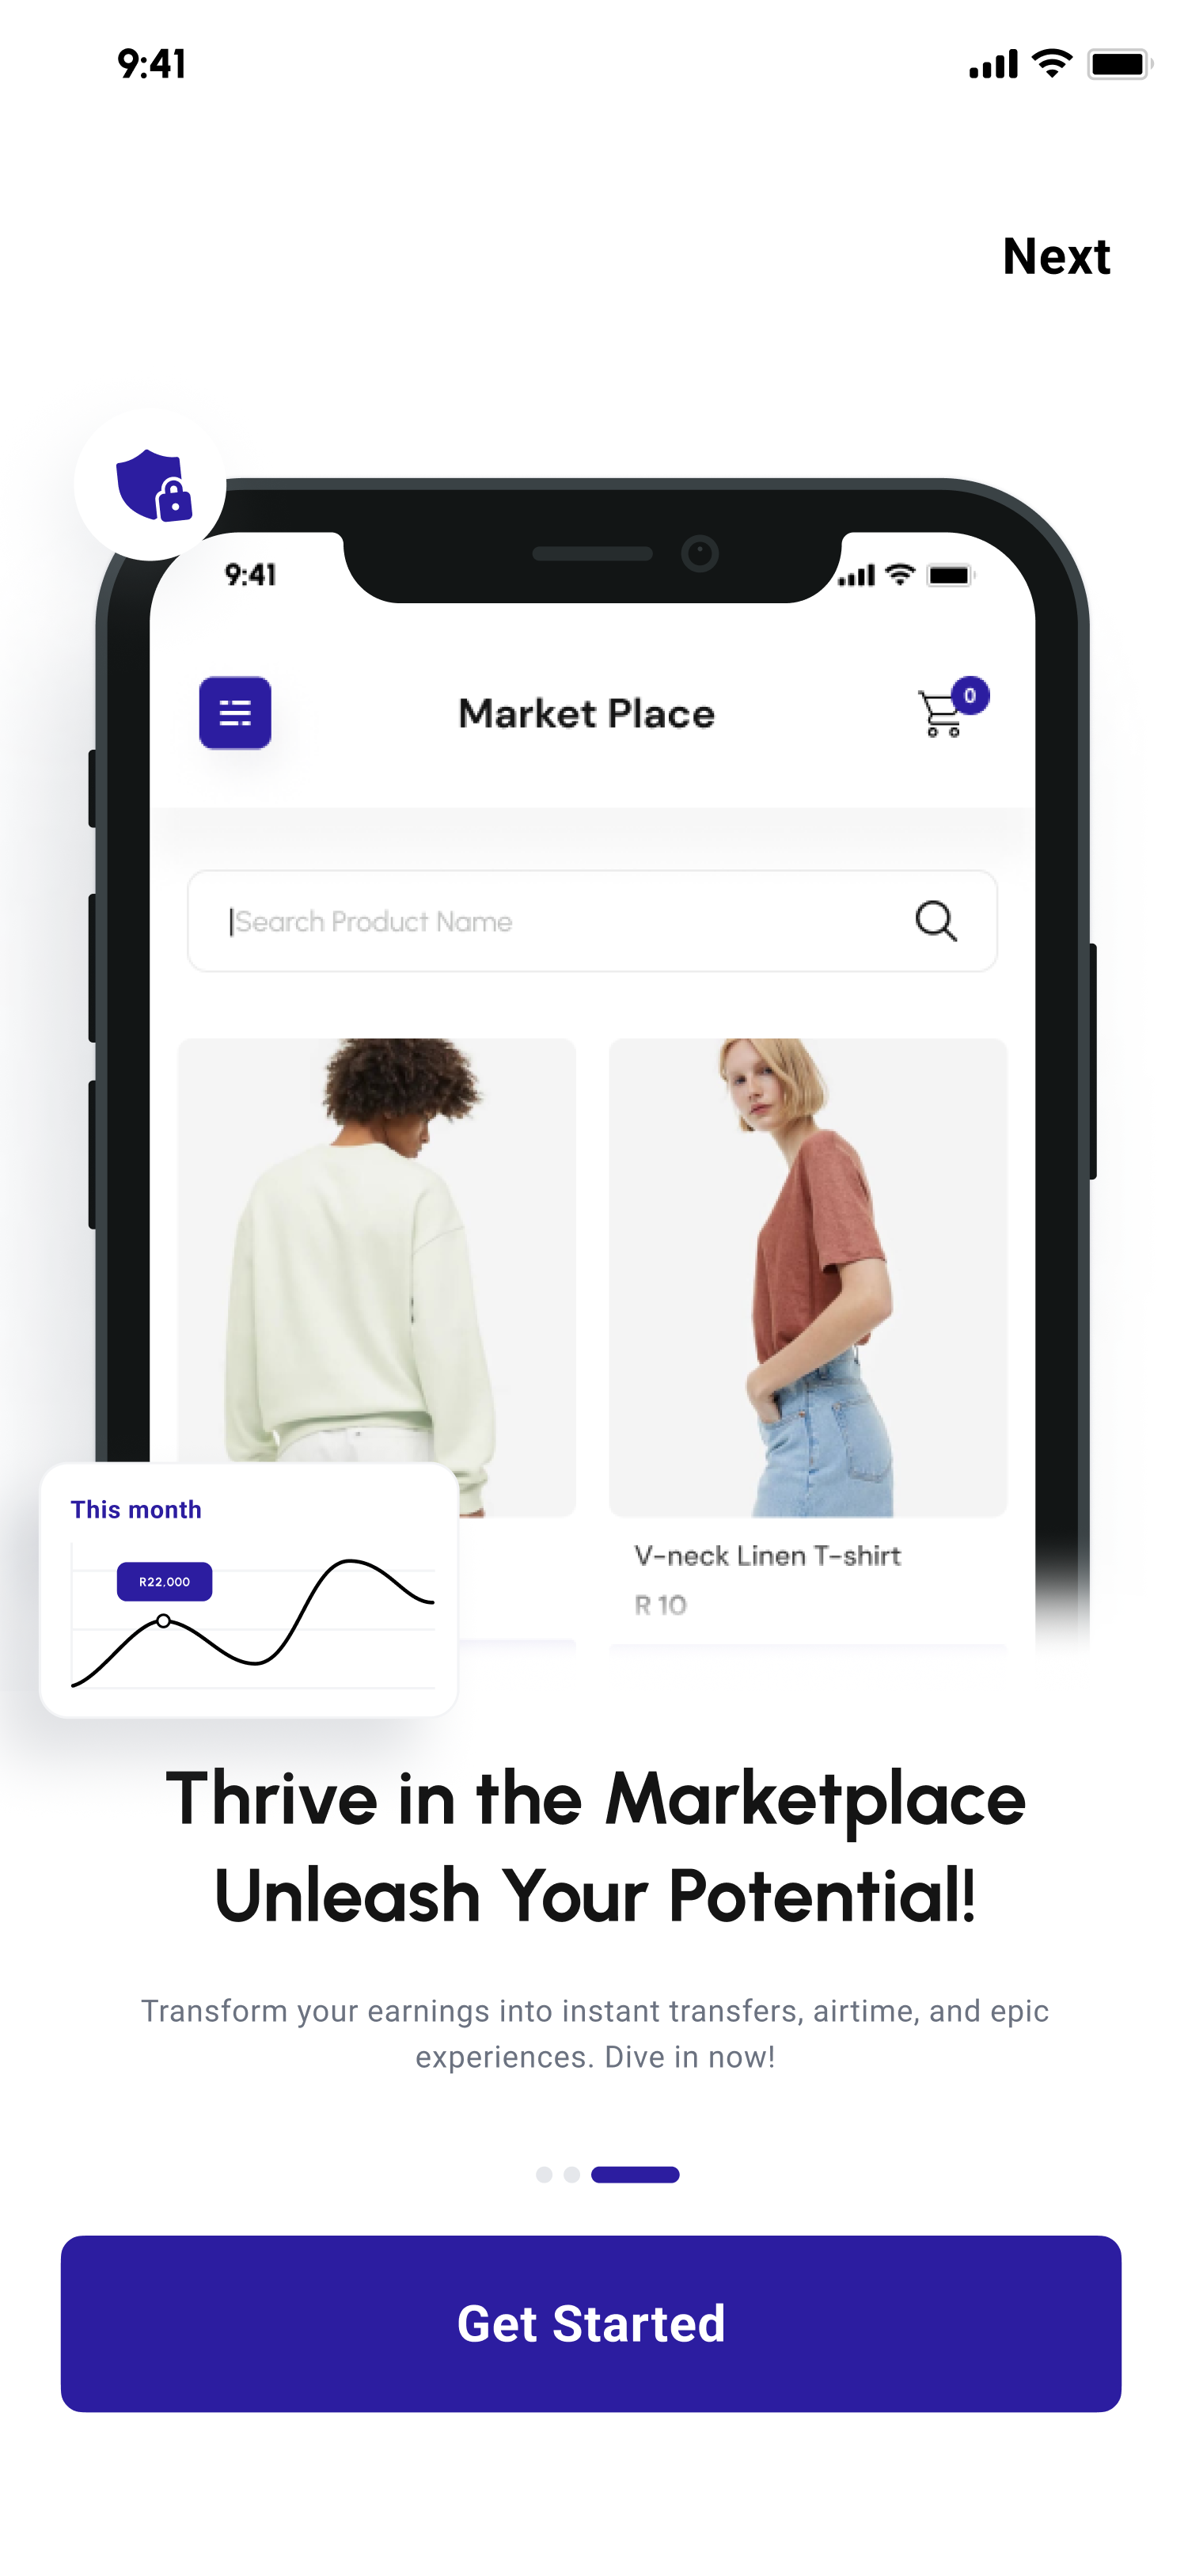 9:41
Next
9:41
Market Place
0
Search Product Name
V-neck Linen T-shirt
R 10
This month
R22,000
Thrive in the Marketplace
Unleash Your Potential!
Transform your earnings into instant transfers, airtime, and epic
experiences. Dive in now!
Get Started